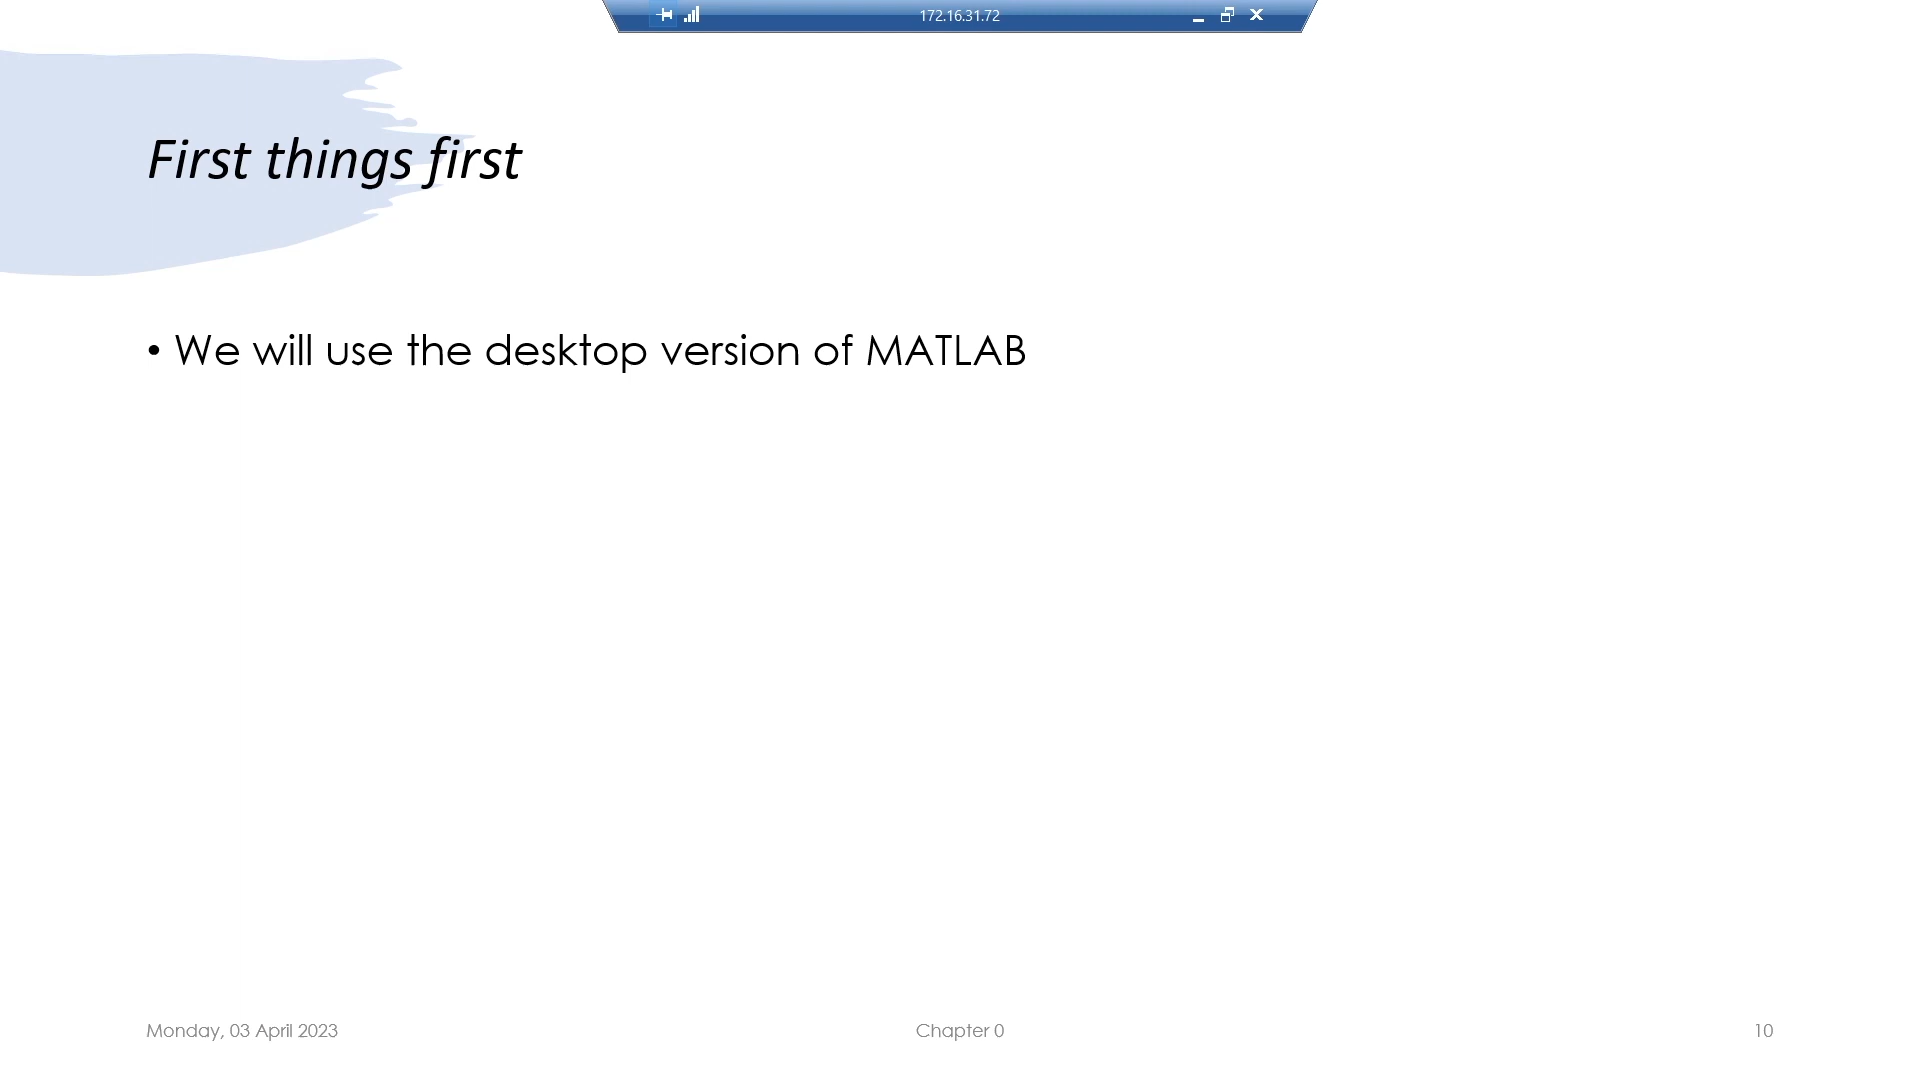 172.16.31.72
First things first
• We will use the desktop version of MATLAB
Monday, 03 April 2023
Chapter 0
10